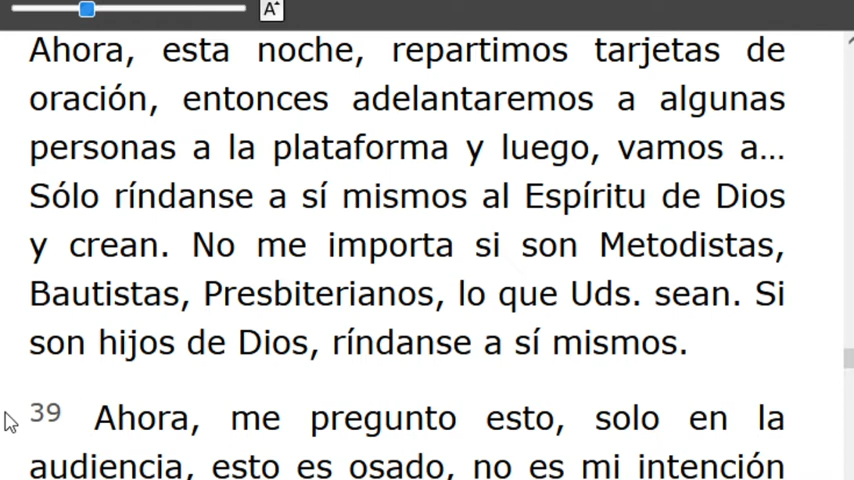 A
Ahora, esta noche, repartimos tarjetas de
oración, entonces adelantaremos a algunas
personas a la plataforma y luego, vamos a...
Sólo ríndanse a sí mismos al Espíritu de Dios
y crean. No me importa si son Metodistas,
Bautistas, Presbiterianos, lo que Uds. sean. Si
son hijos de Dios, ríndanse a sí mismos.
39 Ahora, me pregunto esto, solo en la
audiencia, esto es osado, no es mi intención